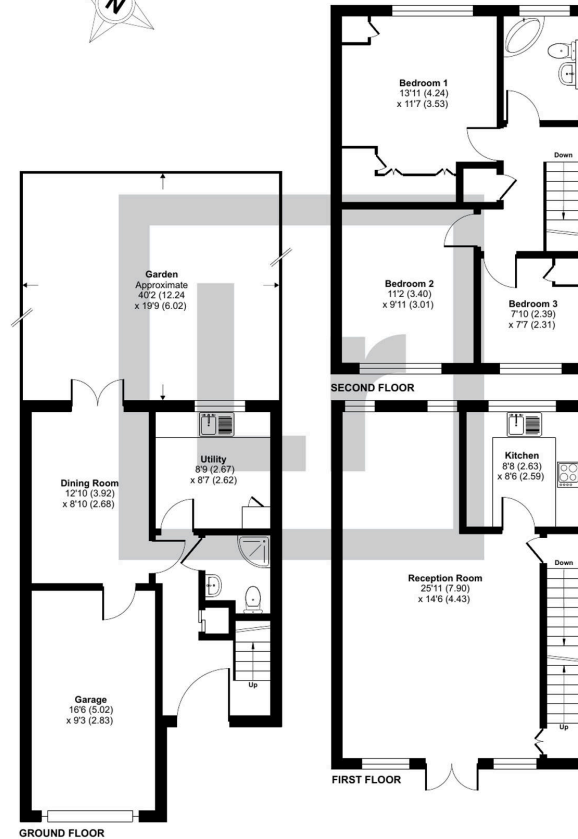 N
Garden
Approximate
40'2 (12.24
x 19'9 (6.02)
Dining Room
12'10 (3.92)
x 8'10 (2.68)
Utility
8'9 (2.67)
x 8'7 (2.62)
Garage
16'6 (5.02)
x 9'3 (2.83)
Up
GROUND FLOOR
Bedroom 1
13'11 (4.24)
x 11'7 (3.53)
Down
Bedroom 2
11'2 (3.40)
x 9'11 (3.01)
Bedroom 3
7'10 (2.39)
x 7'7 (2.31)
SECOND FLOOR
Kitchen
8'8 (2.63)
x 8'6 (2.59)
Reception Room
25'11 (7.90)
x 14'6 (4.43)
Down
Up
FIRST FLOOR